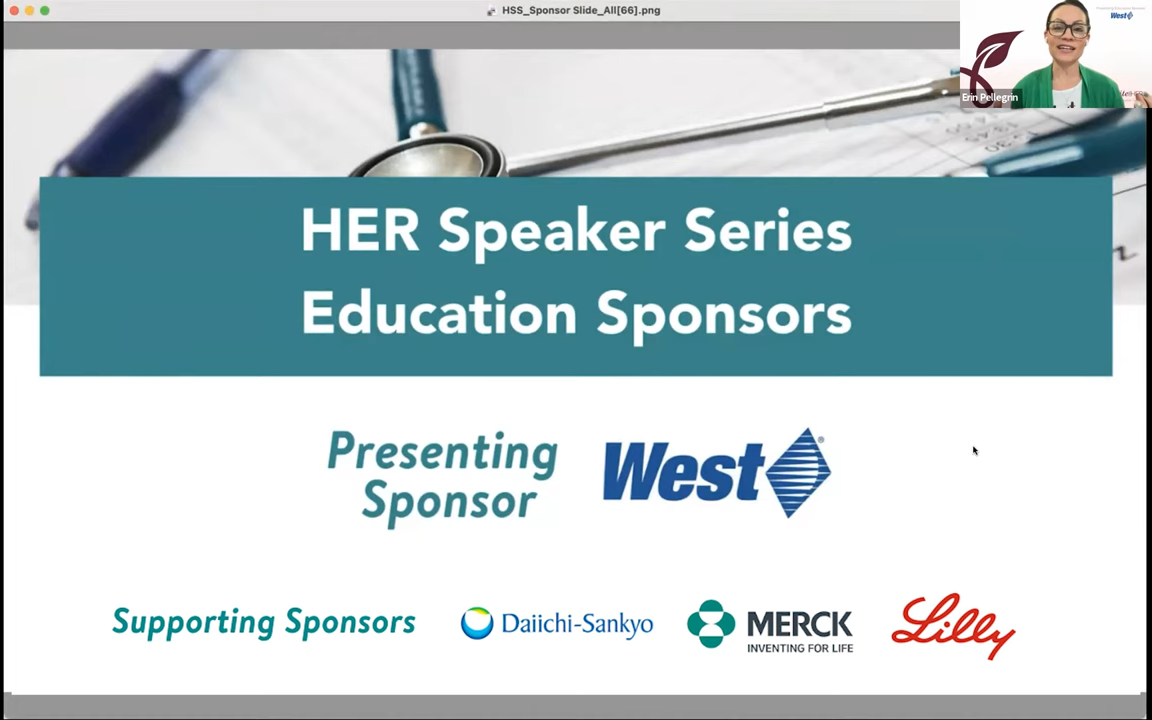 HSS_Sponsor Slide_All[66].png
West
Erin Pellegrin
HER Speaker Series
Education Sponsors
Presenting
Sponsor
West
Supporting Sponsors
Daiichi-Sankyo
MERCK
INVENTING FOR LIFE
Lilly